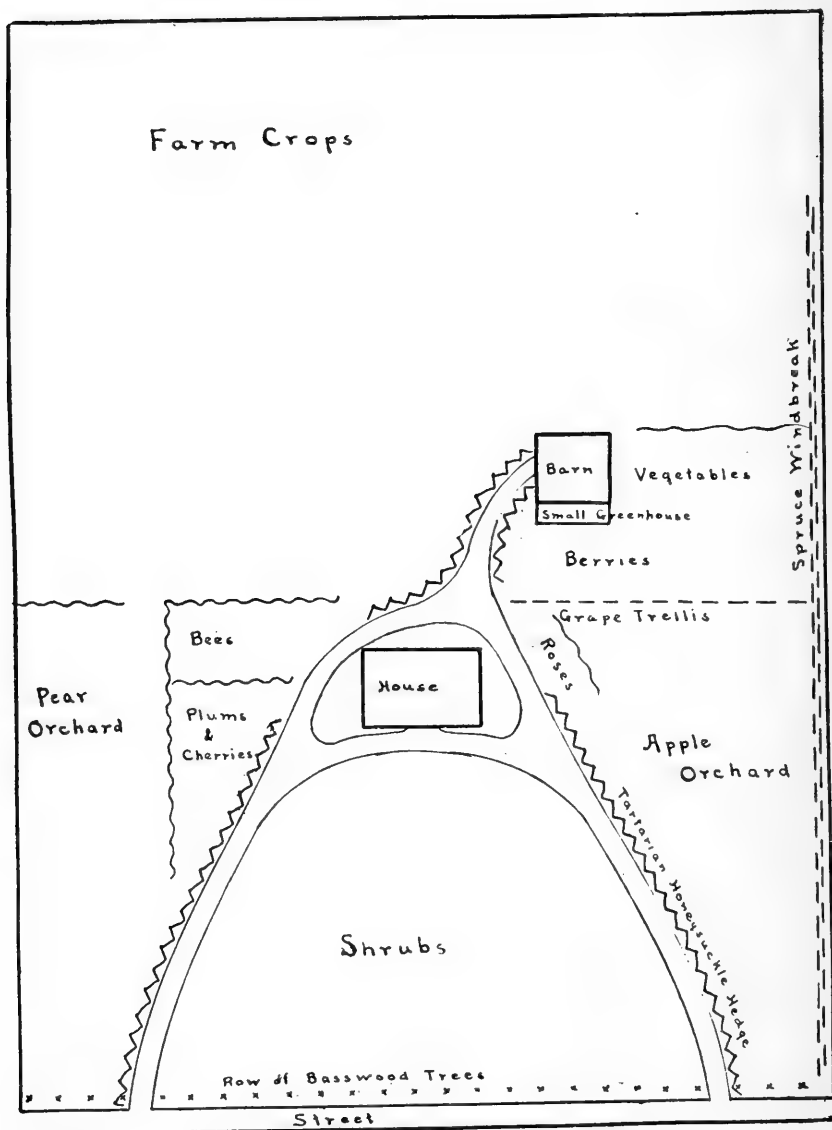 Farm Crops
Spruce Windbreak
Barn
Vegetables
Small Greenhouse
Berries
Grape Trellis
Bees
Roses
House
Pear
Orchard
Plums
&
Cherries
Apple
Orchard
Tartarian Honeysuckle Hedge
Shrubs
Row of Basswood Trees
Street